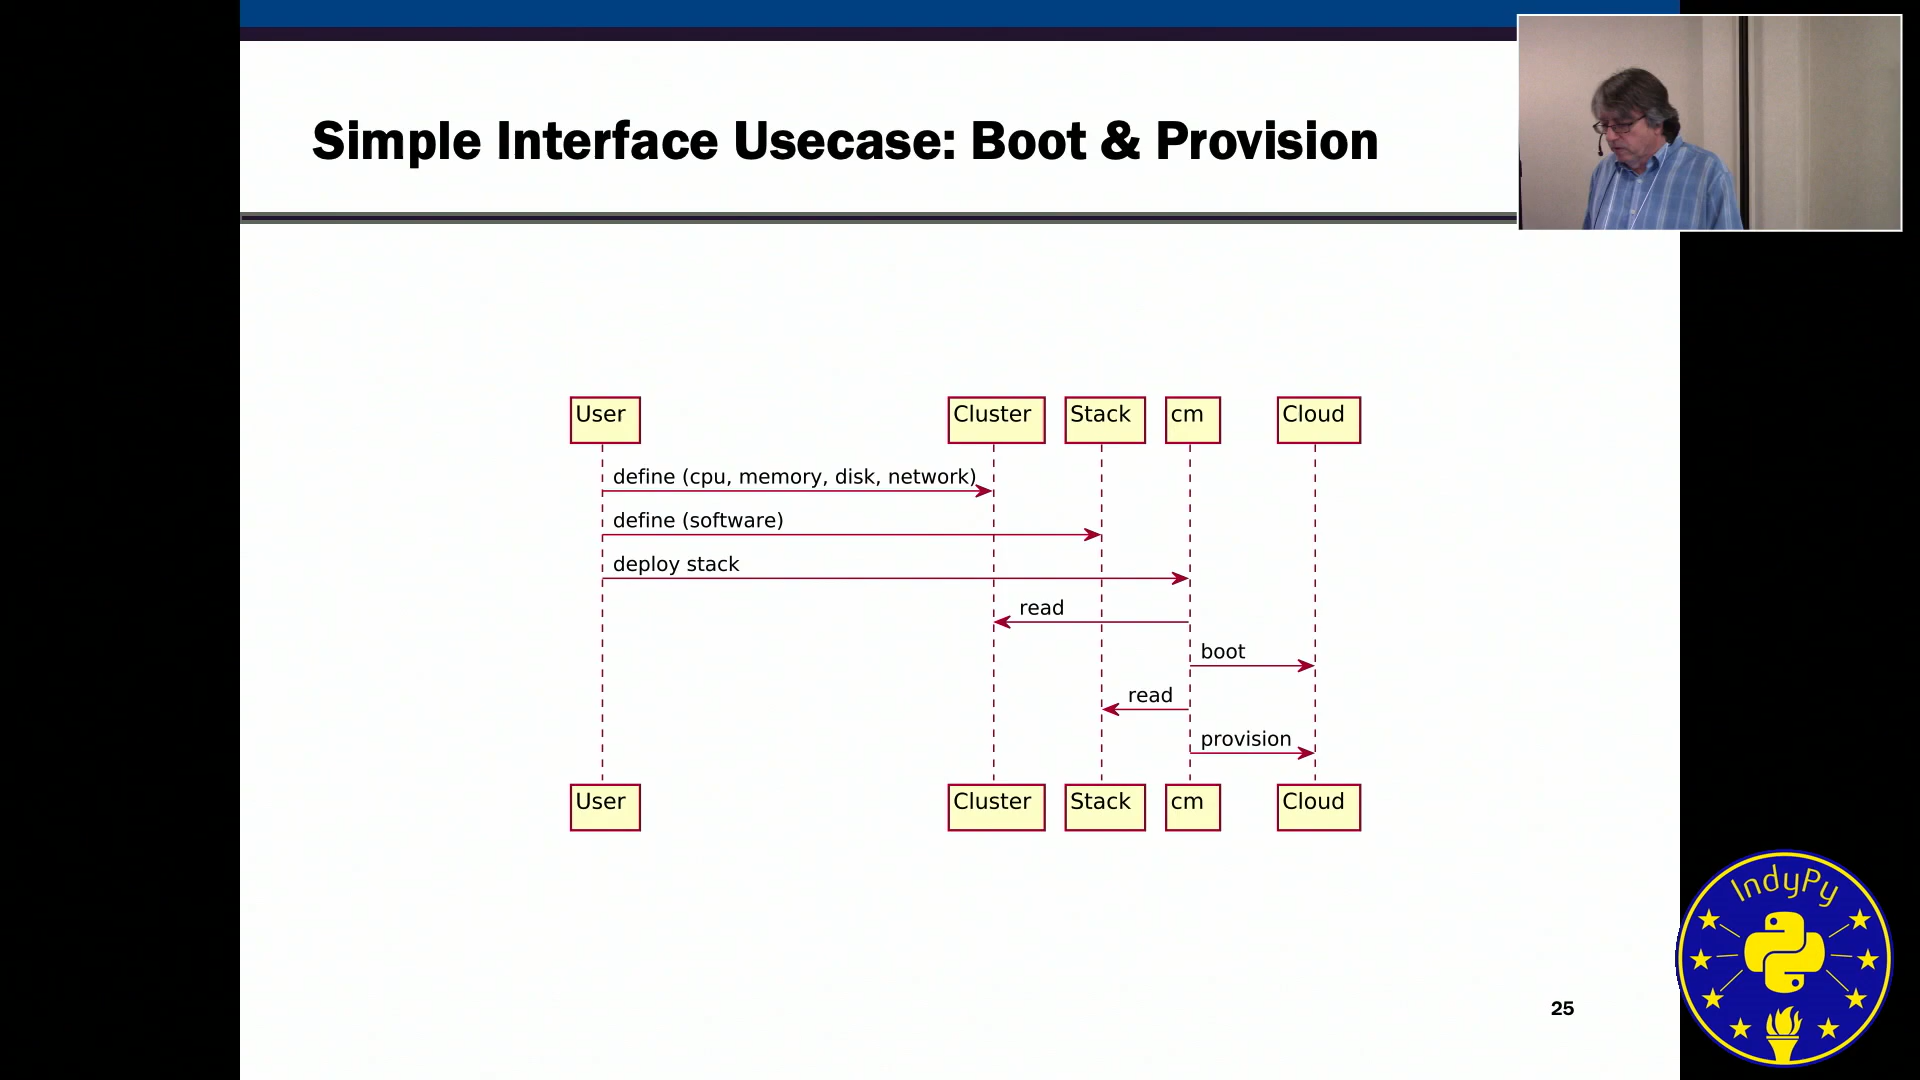 Simple Interface Usecase: Boot & Provision
User
Cluster
Stack
cm
Cloud
define (cpu, memory, disk, network)
define (software)
deploy stack
read
boot
read
provision
User
Cluster
Stack
cm
Cloud
25
IndyPy